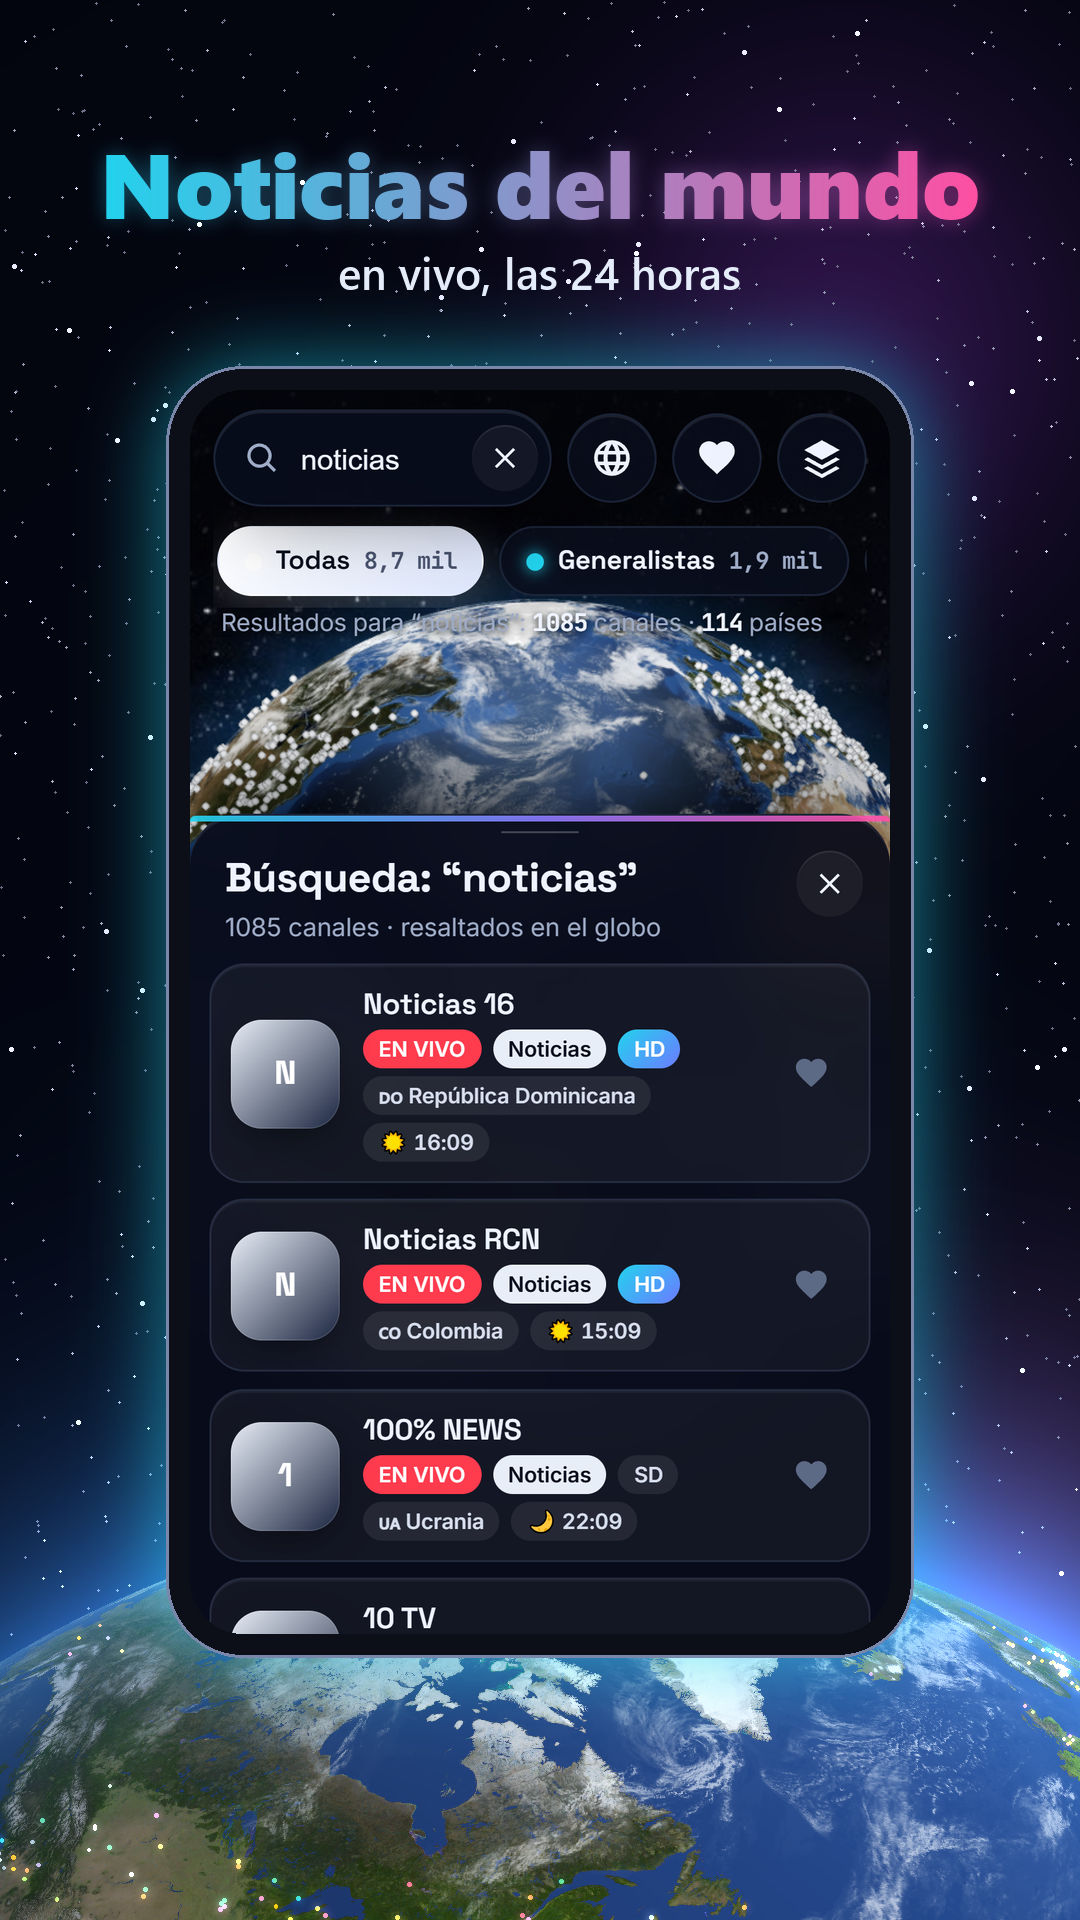 Noticias del mundo
en vivo, las 24 horas
noticias
Todas 8,7 mil
Generalistas 1,9 mil
Resultados para “noticias” · 1085 canales · 114 países
Búsqueda: “noticias”
1085 canales · resaltados en el globo
N
Noticias 16
EN VIVO Noticias HD
DO República Dominicana
16:09
N
Noticias RCN
EN VIVO Noticias HD
CO Colombia 15:09
1
100% NEWS
EN VIVO Noticias SD
UA Ucrania 22:09
10 TV